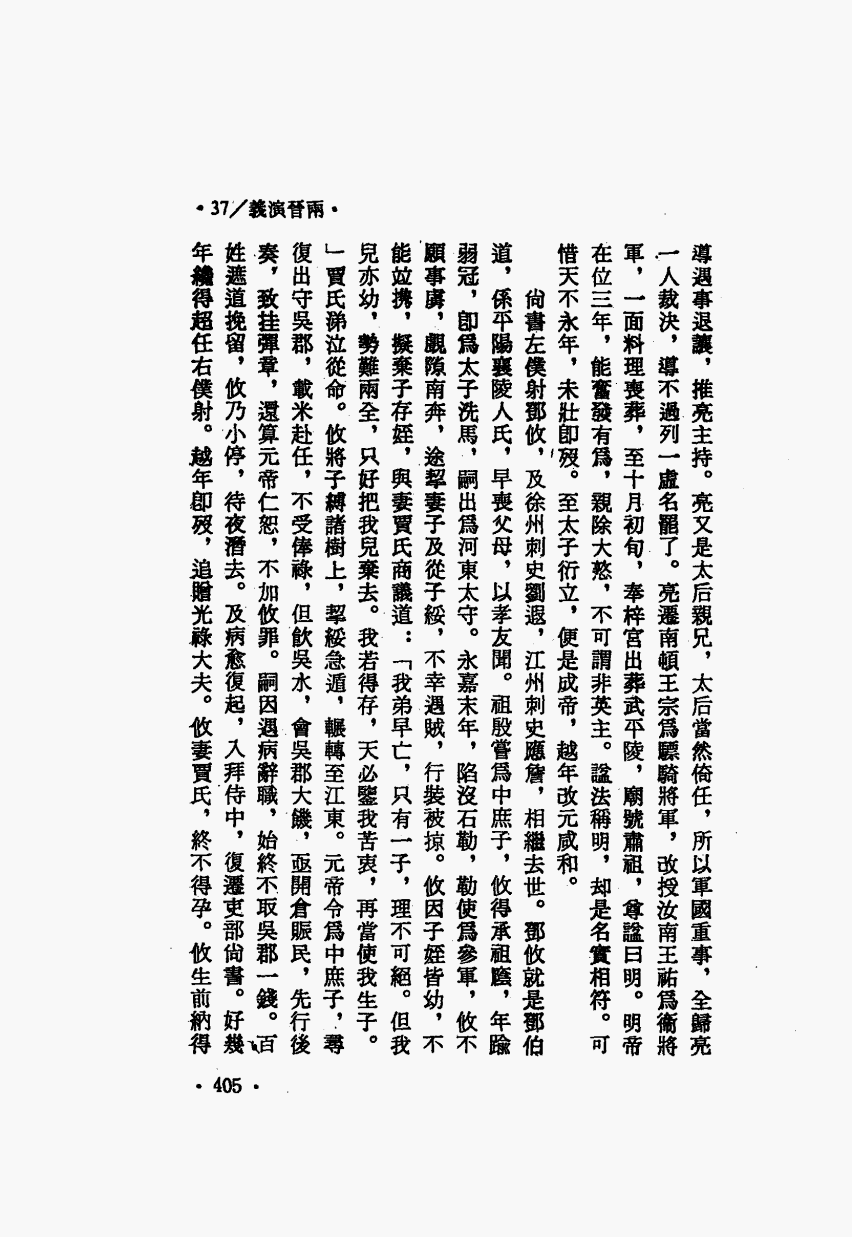 •37/義演晉兩•
導遇事退讓，推亮主持。亮又是太后親兄，太后當然倚任，所以軍國重事，全歸亮
一人裁決，導不過列一虛名罷了。亮遷南頓王宗爲驃騎將軍，改授汝南王祐爲衞將
軍，一面料理喪葬，至十月初旬，奉梓宮出葬武平陵，廟號肅祖，尊諡曰明。明帝
在位三年，能奮發有爲，親除大憝，不可謂非英主。諡法稱明，却是名實相符。可
惜天不永年，未壯卽歿。至太子衍立，便是成帝，越年改元咸和。
尙書左僕射鄧攸，及徐州刺史劉遐，江州刺史應詹，相繼去世。鄧攸就是鄧伯
道，係平陽襄陵人氏，早喪父母，以孝友聞。祖殷嘗爲中庶子，攸得承祖廕，年踰
弱冠，卽爲太子洗馬，嗣出爲河東太守。永嘉末年，陷沒石勒，勒使爲參軍，攸不
願事虜，覷隙南奔，途挈妻子及從子綏，不幸遇賊，行裝被掠。攸因子姪皆幼，不
能竝携，擬棄子存姪，與妻賈氏商議道：「我弟早亡，只有一子，理不可絕。但我
兒亦幼，勢難兩全，只好把我兒棄去。我若得存，天必鑒我苦衷，再當使我生子。
」賈氏涕泣從命。攸將子縛諸樹上，挈綏急遁，輾轉至江東。元帝令爲中庶子，尋
復出守吳郡，載米赴任，不受俸祿，但飲吳水，會吳郡大饑，亟開倉賑民，先行後
奏，致挂彈章，還算元帝仁恕，不加攸罪。嗣因遇病辭職，始終不取吳郡一錢。百
姓遮道挽留，攸乃小停，待夜潛去。及病愈復起，入拜侍中，復遷吏部尙書。好幾
年纔得超任右僕射。越年卽歿，追贈光祿大夫。攸妻賈氏，終不得孕。攸生前納得
•405•